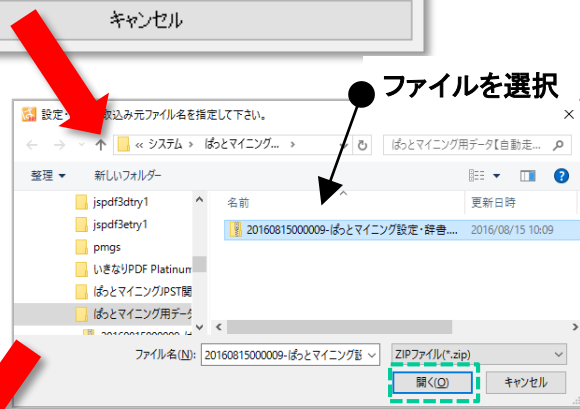 キャンセル
ファイルを選択
設定・
取込み元ファイル名を指定して下さい。
« システム › ぱっとマイニング... ›
ぱっとマイニング用データ【自動走...
整理 新しいフォルダー
名前 更新日時
jspdf3dtry1
jspdf3etry1
pmgs
いきなりPDF Platinum
ぱっとマイニングJPST関
ぱっとマイニング用データ
20160815000009-ぱっとマイニング設定・辞書.... 2016/08/15 10:09
ファイル名(N): 20160815000009-ぱっとマイニング設 ZIPファイル(*.zip)
開く(O) キャンセル